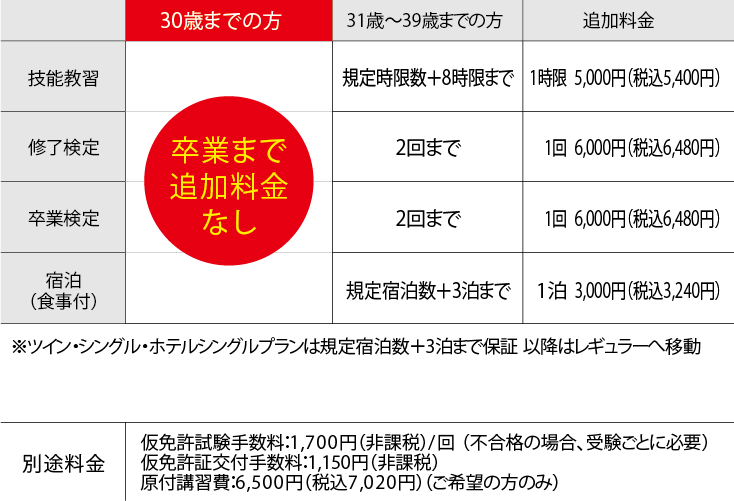 30歳までの方 31歳～39歳までの方 追加料金
技能教習 規定時限数＋8時限まで 1時限 5,000円(税込5,400円)
卒業まで
追加料金
なし
修了検定 2回まで 1回 6,000円(税込6,480円)
卒業検定 2回まで 1回 6,000円(税込6,480円)
宿泊
（食事付） 規定宿泊数＋3泊まで 1泊 3,000円(税込3,240円)
※ツイン・シングル・ホテルシングルプランは規定宿泊数＋3泊まで保証 以降はレギュラーへ移動
別途料金
仮免許試験手数料：1,700円（非課税）/回 （不合格の場合、受験ごとに必要）
仮免許証交付手数料：1,150円（非課税）
原付講習費：6,500円（税込7,020円）（ご希望の方のみ）